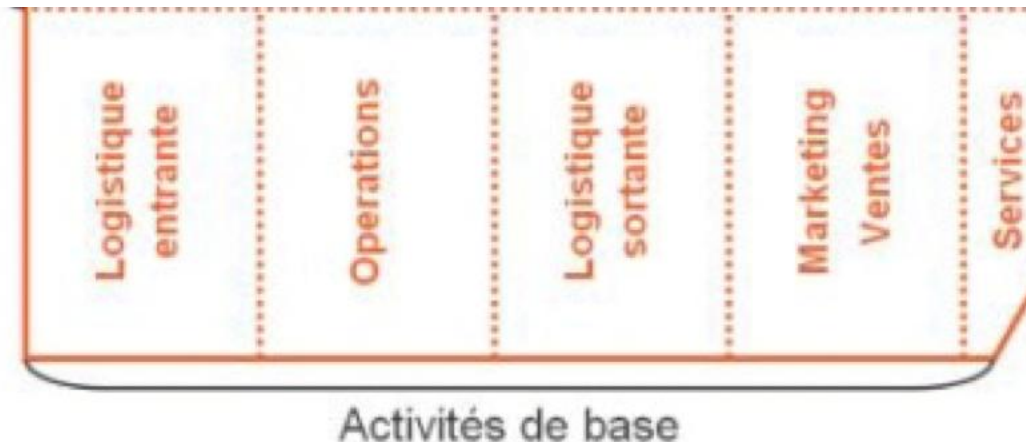 Logistique
entrante
Operations
Logistique
sortante
Marketing
Ventes
Services
Activités de base